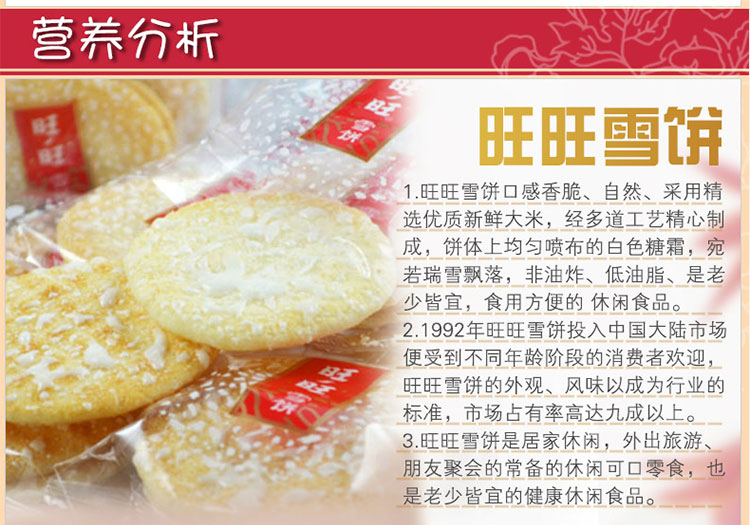 营养分析
旺旺雪饼
1.旺旺雪饼口感香脆、自然、采用精
选优质新鲜大米，经多道工艺精心制
成，饼体上均匀喷布的白色糖霜，宛
若瑞雪飘落，非油炸、低油脂、是老
少皆宜，食用方便的 休闲食品。
2.1992年旺旺雪饼投入中国大陆市场
便受到不同年龄阶段的消费者欢迎，
旺旺雪饼的外观、风味以成为行业的
标准，市场占有率高达九成以上。
3.旺旺雪饼是居家休闲，外出旅游、
朋友聚会的常备的休闲可口零食，也
是老少皆宜的健康休闲食品。
旺旺
雪饼
旺旺
雪饼